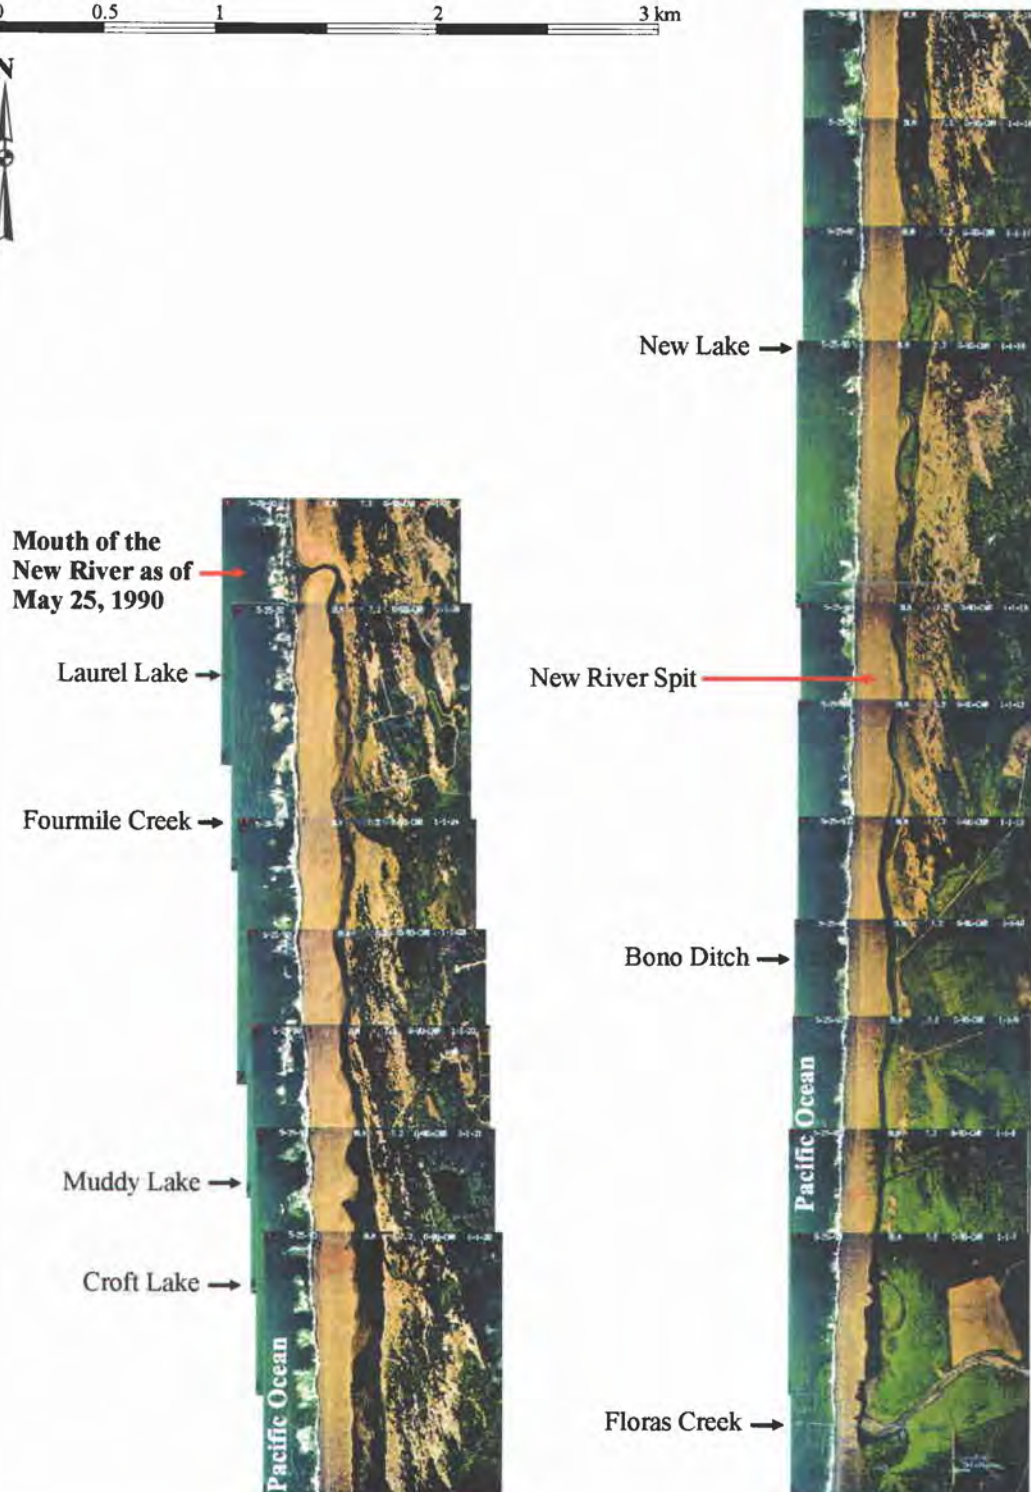 0 0.5 1 2 3 km
N
New Lake
Mouth of the
New River as of
May 25, 1990
Laurel Lake
New River Spit
Fourmile Creek
Bono Ditch
Pacific Ocean
Muddy Lake
Croft Lake
Pacific Ocean
Floras Creek